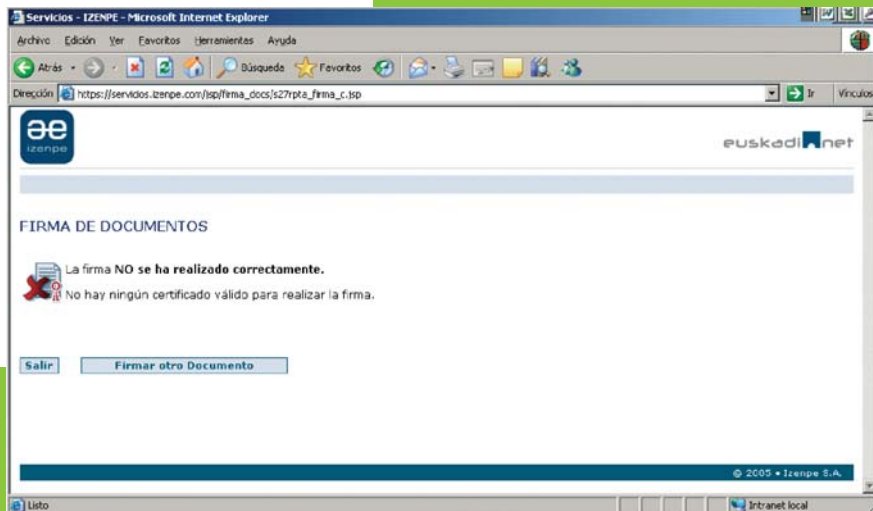 Servicios - IZENPE - Microsoft Internet Explorer
Archivo Edición Ver Favoritos Herramientas Ayuda
Atrás Búsqueda Favoritos
Dirección https://servicios.izenpe.com/jsp/firma_docs/s27rpta_firma_c.jsp Ir Vínculos
izenpe
euskadi net
FIRMA DE DOCUMENTOS
La firma NO se ha realizado correctamente.
No hay ningún certificado válido para realizar la firma.
Salir Firmar otro Documento
© 2005 • Izenpe S.A.
Listo Intranet local